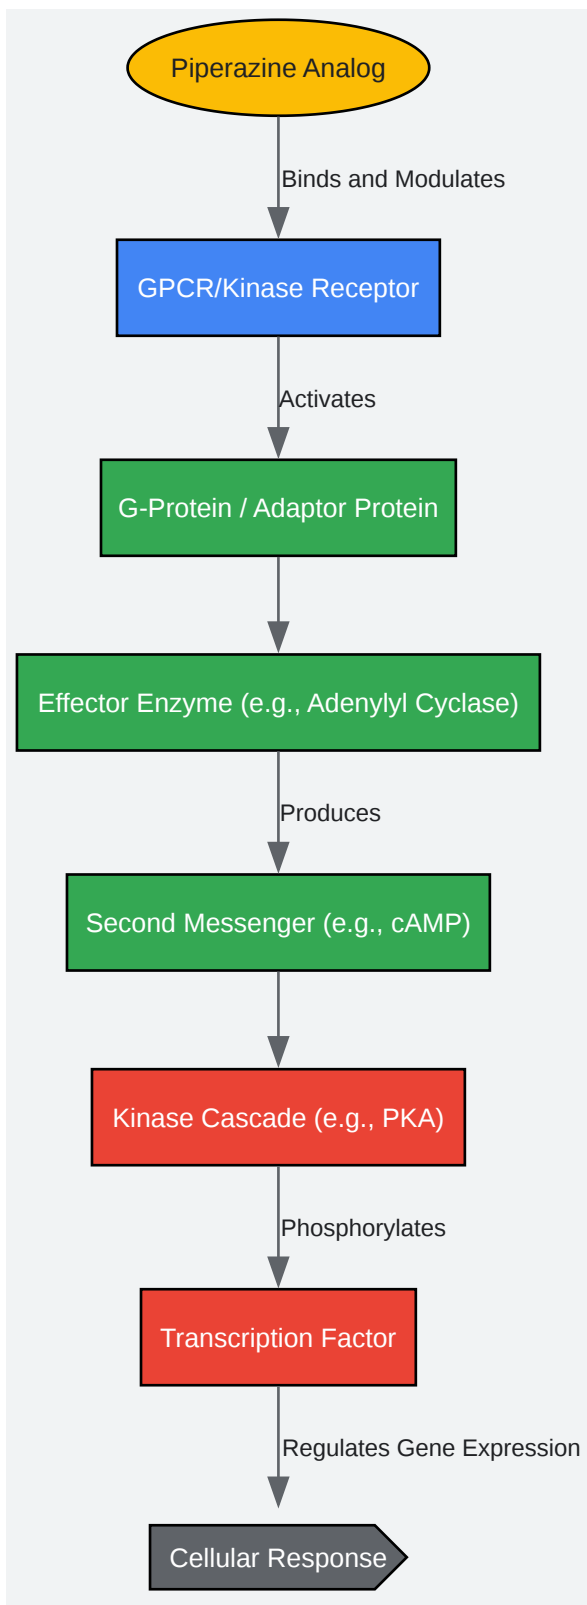 Piperazine Analog
Binds and Modulates
GPCR/Kinase Receptor
Activates
G-Protein / Adaptor Protein
Effector Enzyme (e.g., Adenylyl Cyclase)
Produces
Second Messenger (e.g., cAMP)
Kinase Cascade (e.g., PKA)
Phosphorylates
Transcription Factor
Regulates Gene Expression
Cellular Response